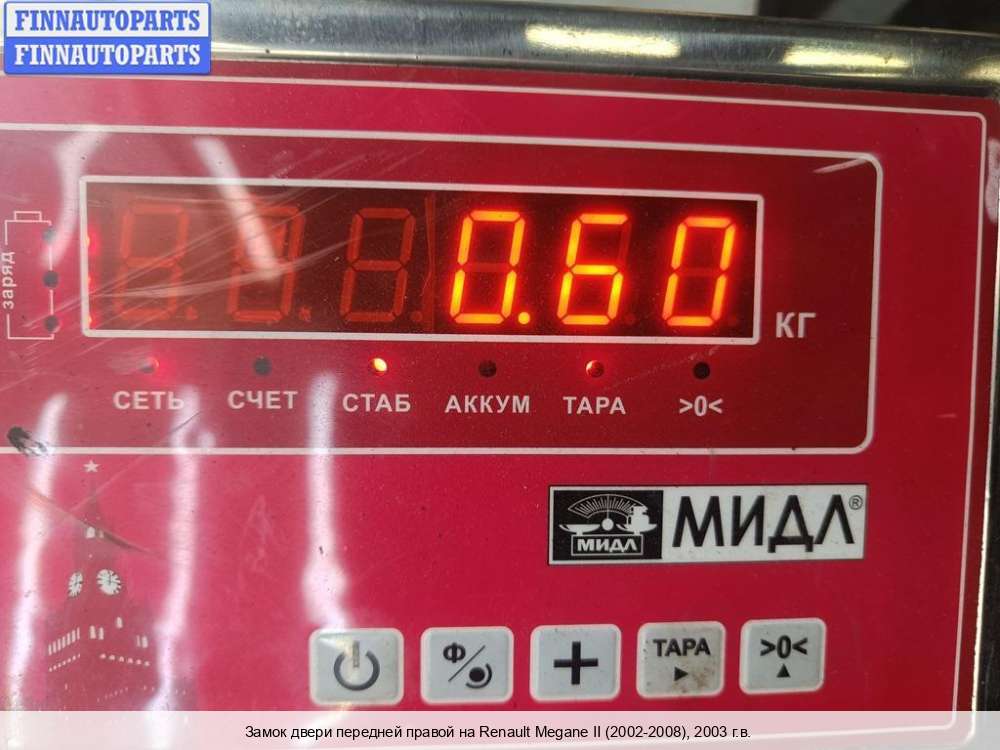 FINNAUTOPARTS
FINNAUTOPARTS
заряд
0.60
КГ
СЕТЬ СЧЕТ СТАБ АККУМ ТАРА >0<
МИДЛ МИДЛ®
Ф ТАРА >0<
Замок двери передней правой на Renault Megane II (2002-2008), 2003 г.в.